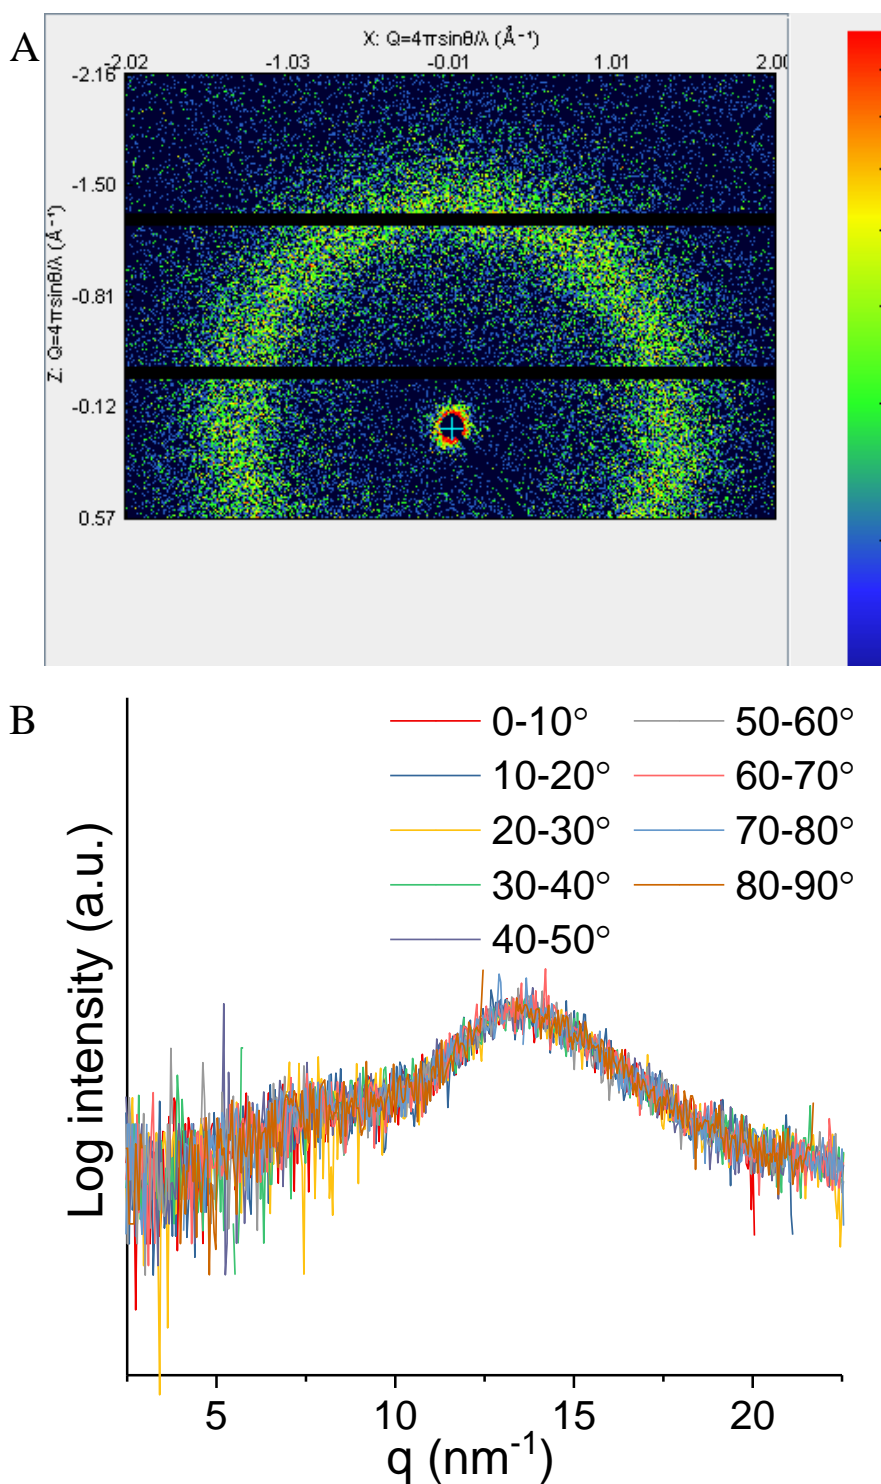 A
X: Q=4πsinθ/λ (Å⁻¹)
-2.02 -1.03 -0.01 1.01 2.00
-2.16
-1.50
-0.81
-0.12
0.57
Z: Q=4πsinθ/λ (Å⁻¹)
B
0-10° 50-60°
10-20° 60-70°
20-30° 70-80°
30-40° 80-90°
40-50°
Log intensity (a.u.)
5 10 15 20
q (nm⁻¹)